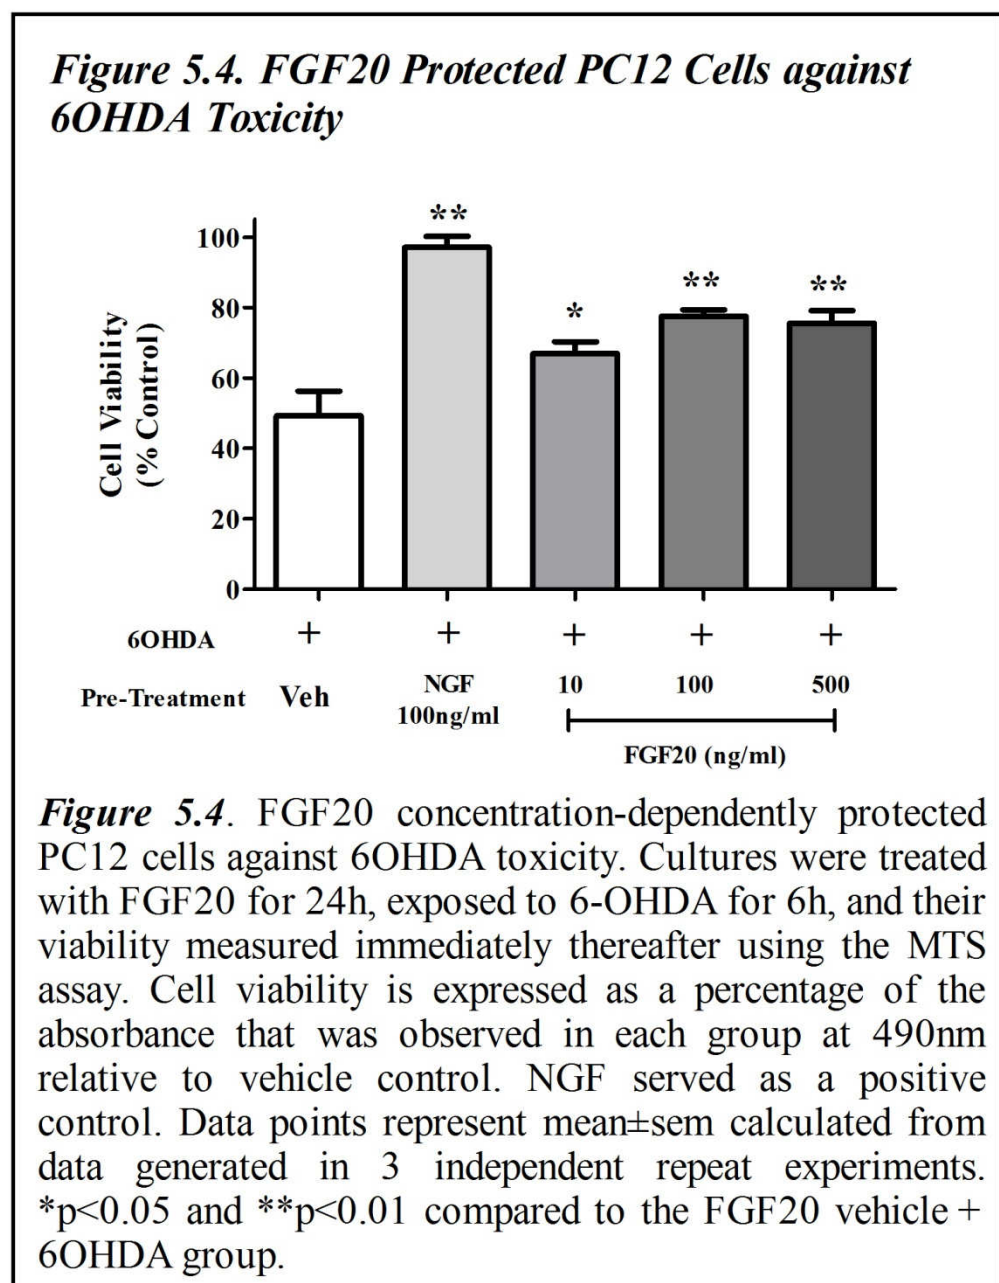 Figure 5.4. FGF20 Protected PC12 Cells against
6OHDA Toxicity
Cell Viability
(% Control)
100
80
60
40
20
0
**
*
**
**
6OHDA + + + + +
Pre-Treatment Veh NGF 100ng/ml 10 100 500
FGF20 (ng/ml)
Figure 5.4. FGF20 concentration-dependently protected
PC12 cells against 6OHDA toxicity. Cultures were treated
with FGF20 for 24h, exposed to 6-OHDA for 6h, and their
viability measured immediately thereafter using the MTS
assay. Cell viability is expressed as a percentage of the
absorbance that was observed in each group at 490nm
relative to vehicle control. NGF served as a positive
control. Data points represent mean±sem calculated from
data generated in 3 independent repeat experiments.
*p<0.05 and **p<0.01 compared to the FGF20 vehicle +
6OHDA group.